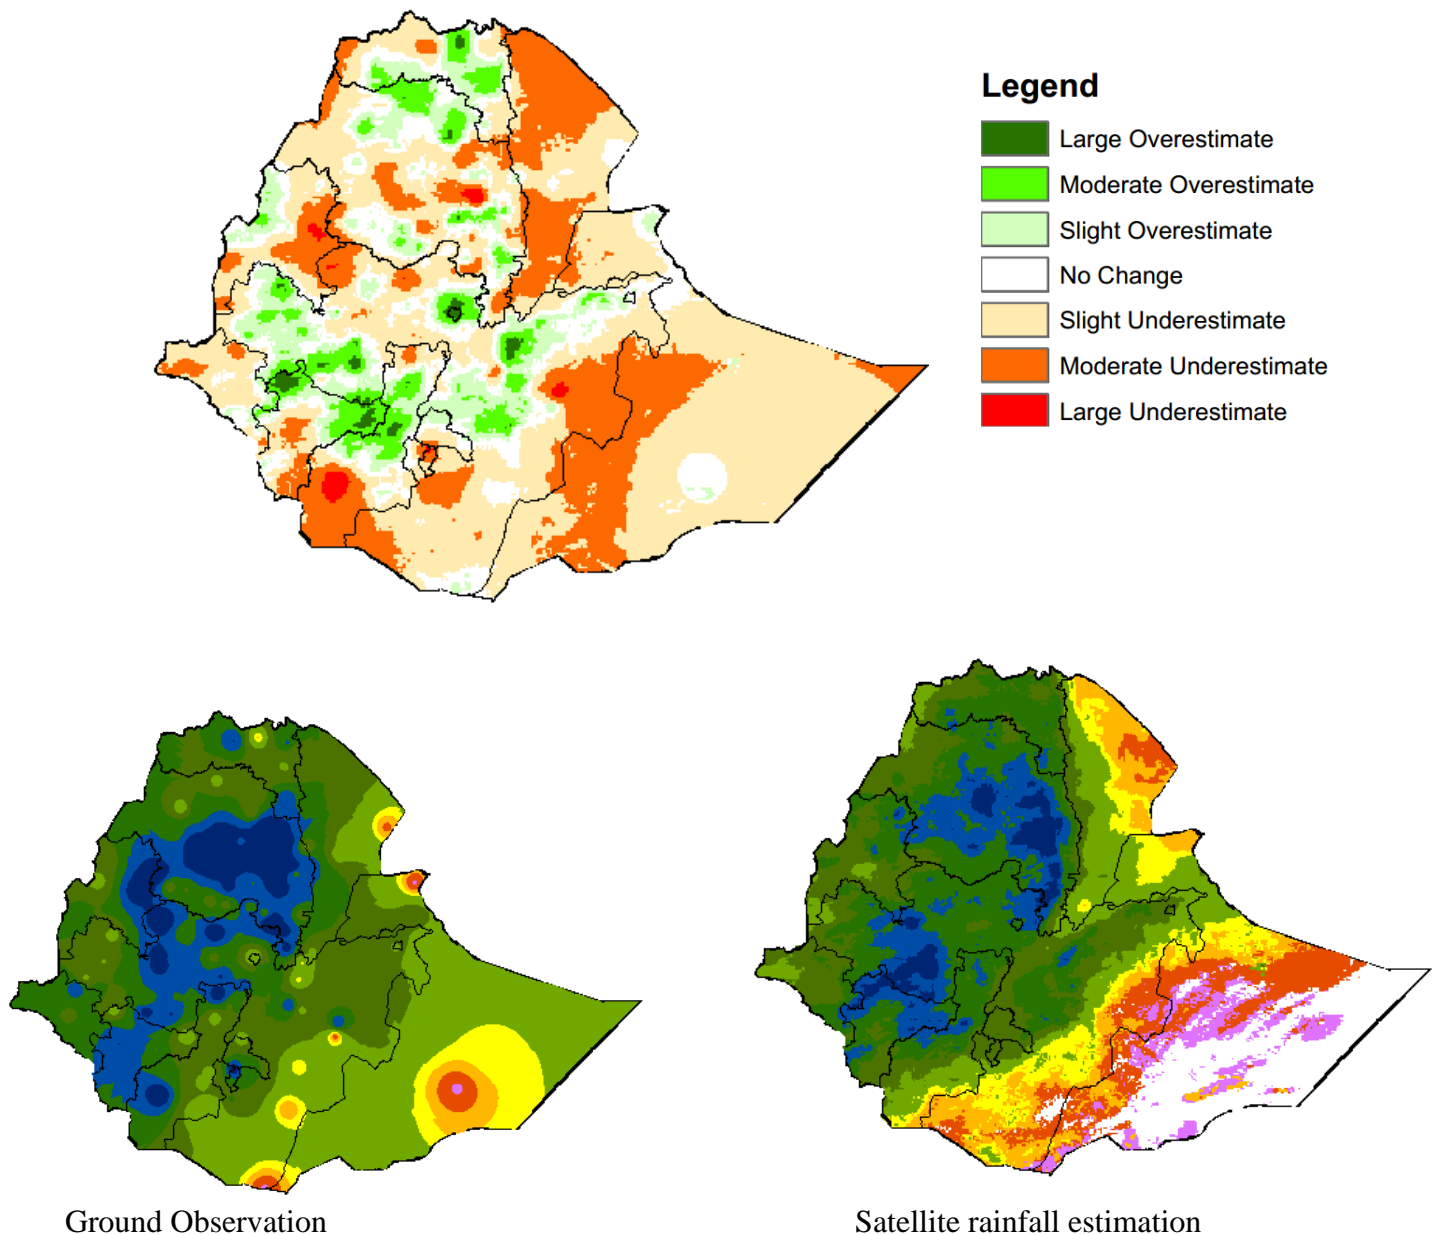 Legend
Large Overestimate
Moderate Overestimate
Slight Overestimate
No Change
Slight Underestimate
Moderate Underestimate
Large Underestimate
Ground Observation
Satellite rainfall estimation